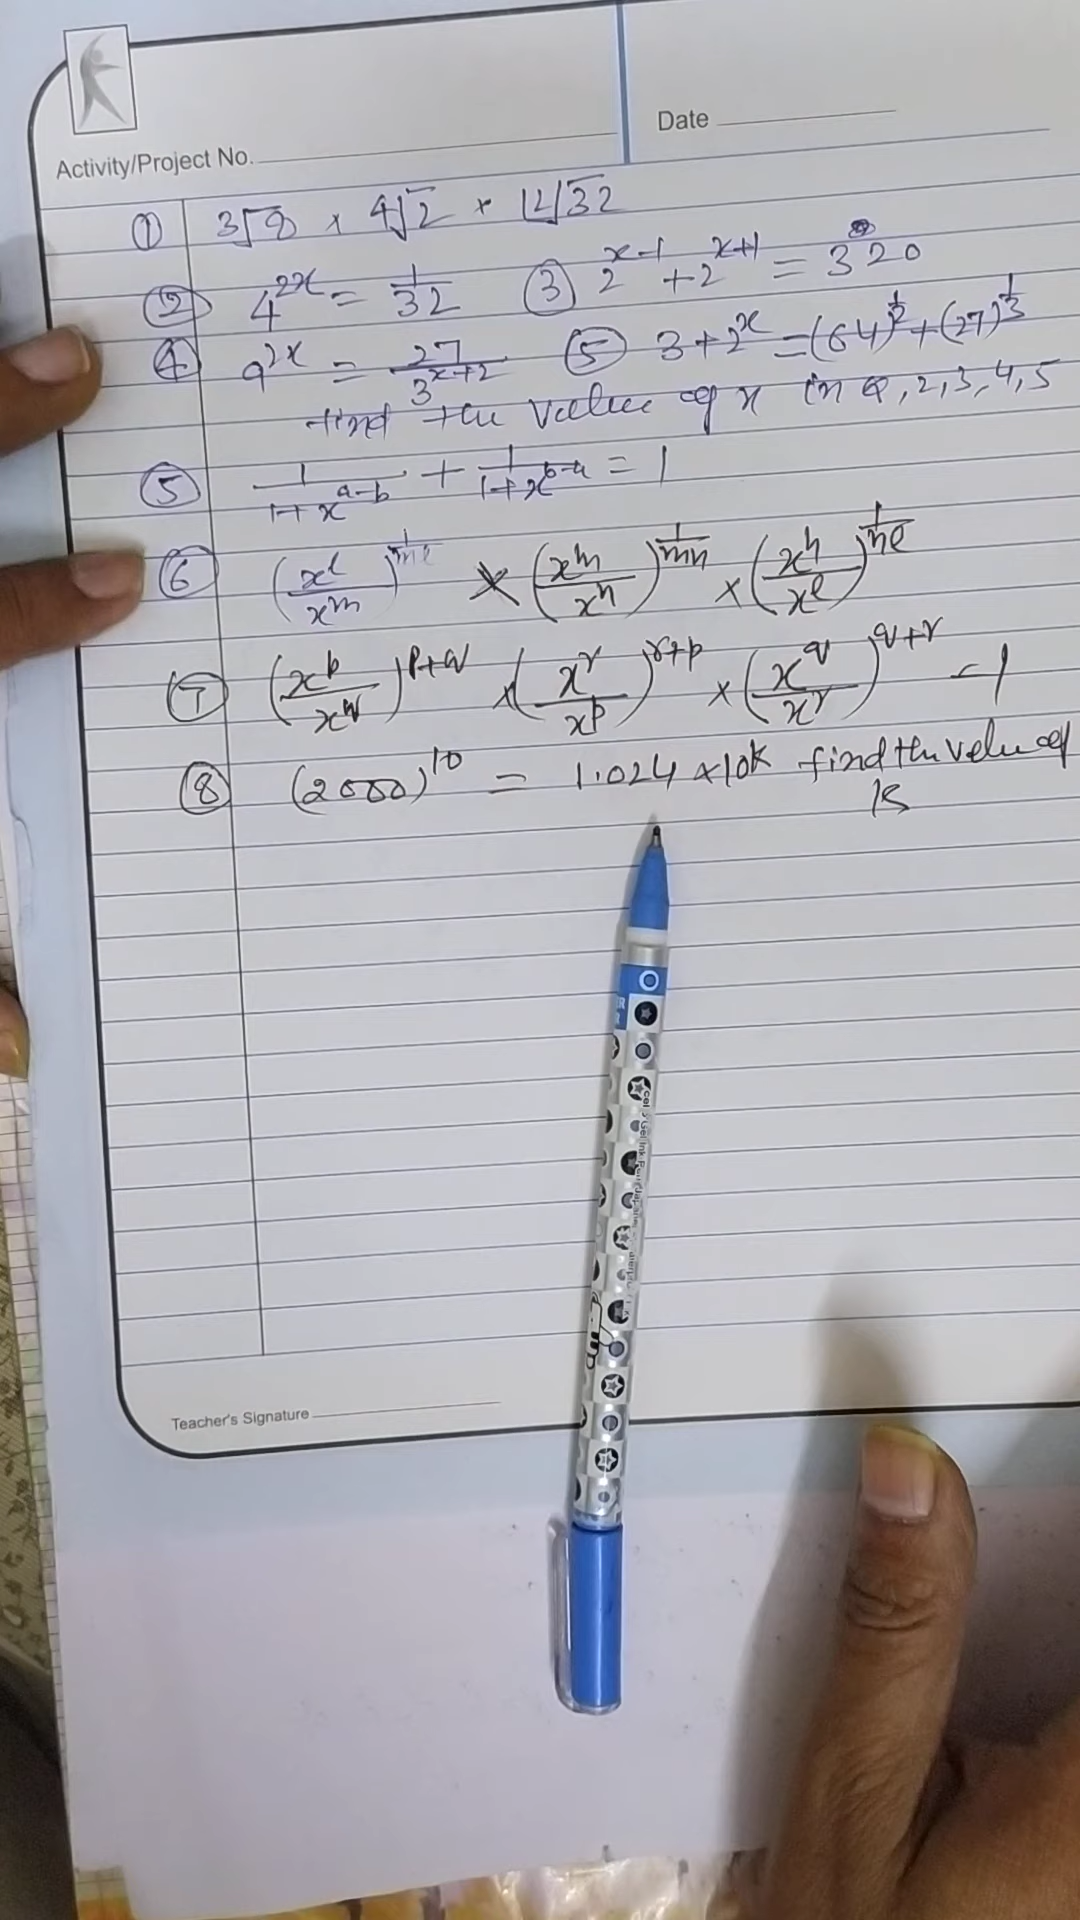 Date
Activity/Project No.
① 3√8 × 4√2 × 12√32
② 4^2x = 1/32 ③ 2^x-1 + 2^x+1 = 320
④ 9^2x = 27/3^x+2 ⑤ 3 + 2^x = (64)^1/2 + (27)^1/3
find the value of x in Q, 2, 3, 4, 5
⑤ 1/1+x^a-b + 1/1+x^b-a = 1
⑥ (x^l/x^m)^1/ml × (x^m/x^n)^1/mn × (x^n/x^l)^1/nl
⑦ (x^p/x^q)^p+q × (x^r/x^p)^r+p × (x^q/x^r)^q+r = 1
⑧ (2000)^10 = 1.024 × 10^k find the value of
k
Teacher's Signature